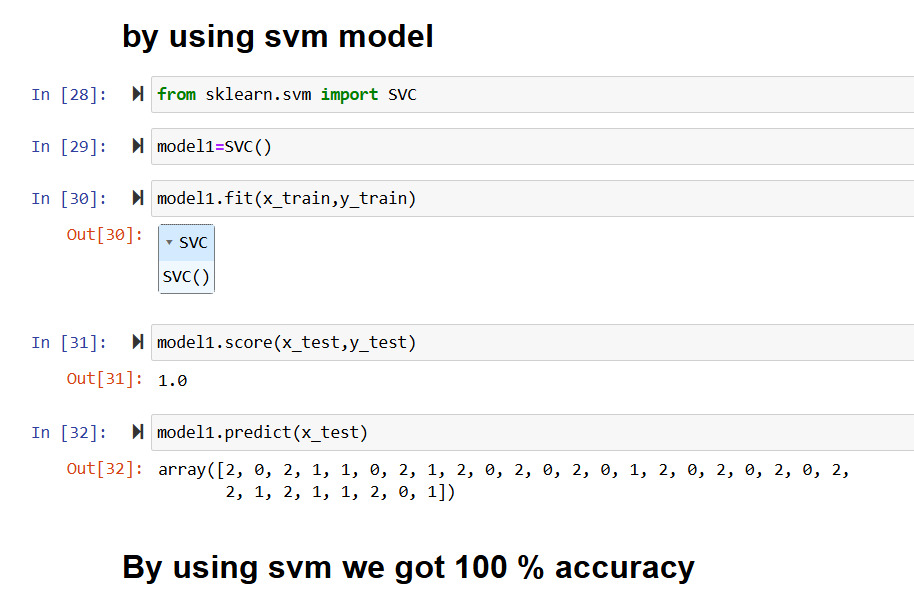 by using svm model
In [28]: from sklearn.svm import SVC
In [29]: model1=SVC()
In [30]: model1.fit(x_train,y_train)
Out[30]: ▾ SVC
SVC()
In [31]: model1.score(x_test,y_test)
Out[31]: 1.0
In [32]: model1.predict(x_test)
Out[32]: array([2, 0, 2, 1, 1, 0, 2, 1, 2, 0, 2, 0, 2, 0, 1, 2, 0, 2, 0, 2, 0, 2,
2, 1, 2, 1, 1, 2, 0, 1])
By using svm we got 100 % accuracy